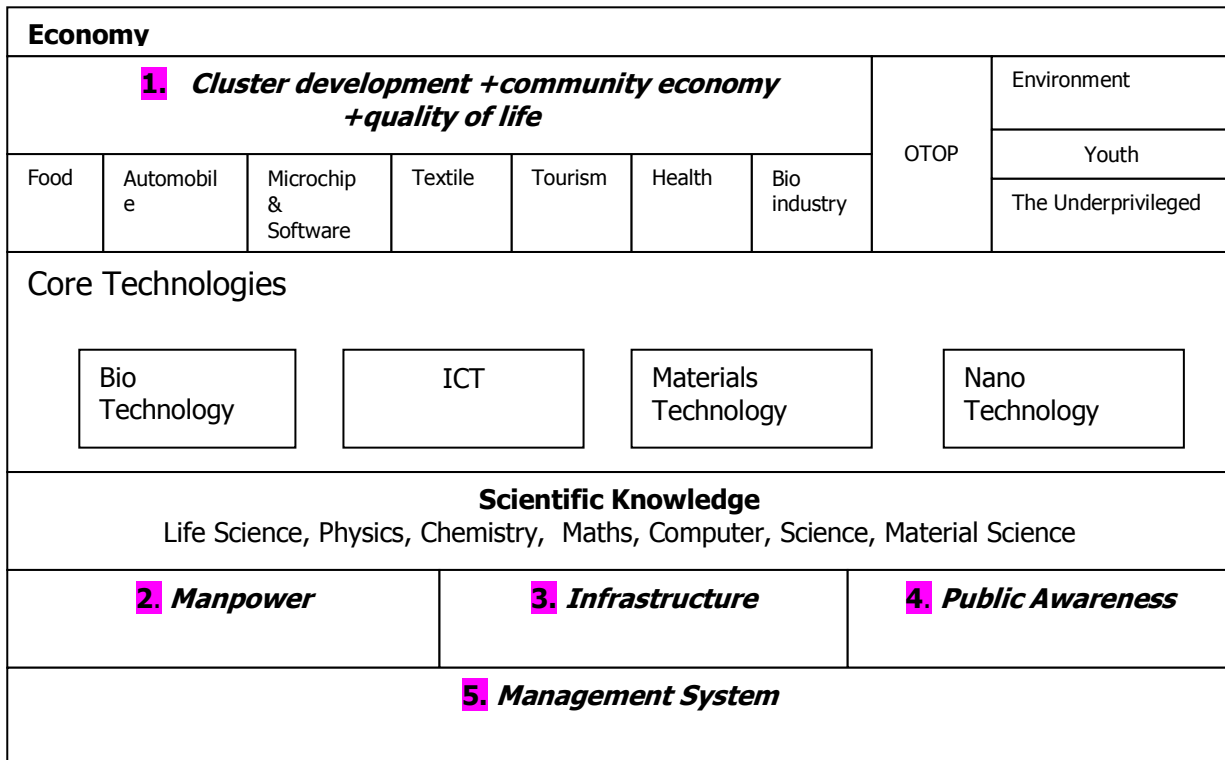 Economy
1. Cluster development +community economy
+quality of life
OTOP
Environment
Youth
The Underprivileged
Food
Automobil
e
Microchip
&
Software
Textile
Tourism
Health
Bio
industry
Core Technologies
Bio
Technology
ICT
Materials
Technology
Nano
Technology
Scientific Knowledge
Life Science, Physics, Chemistry, Maths, Computer, Science, Material Science
2. Manpower
3. Infrastructure
4. Public Awareness
5. Management System